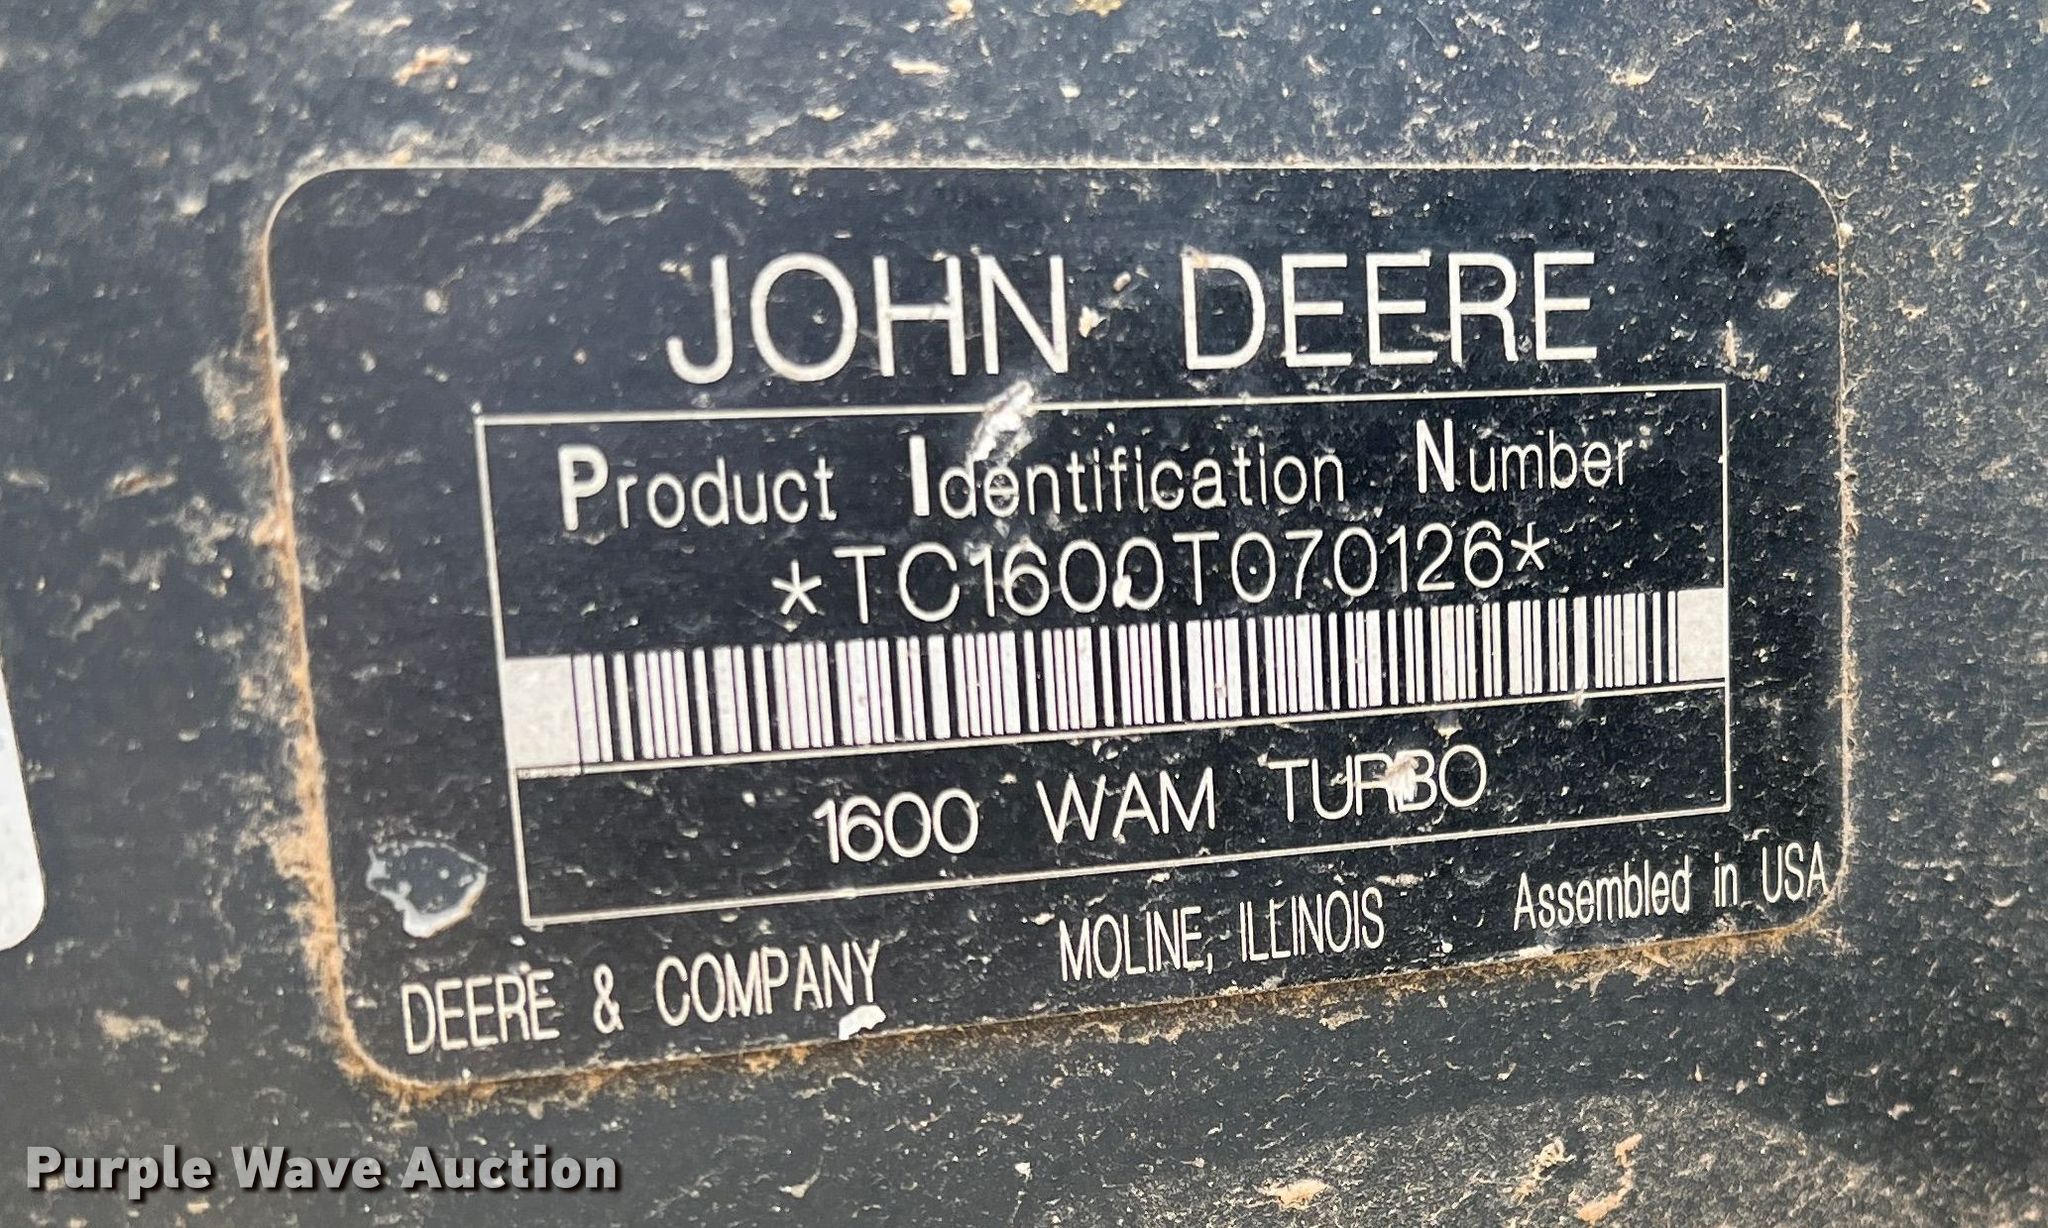 JOHN DEERE
Product Identification Number
*TC1600T070126*
1600 WAM TURBO
DEERE & COMPANY MOLINE, ILLINOIS Assembled in USA
Purple Wave Auction